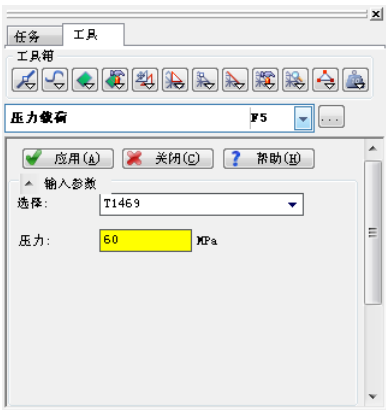 任务 工具
工具箱
压力载荷 F5 ...
应用(A) 关闭(C) ? 帮助(H)
输入参数
选择: T1469
压力: 60 MPa